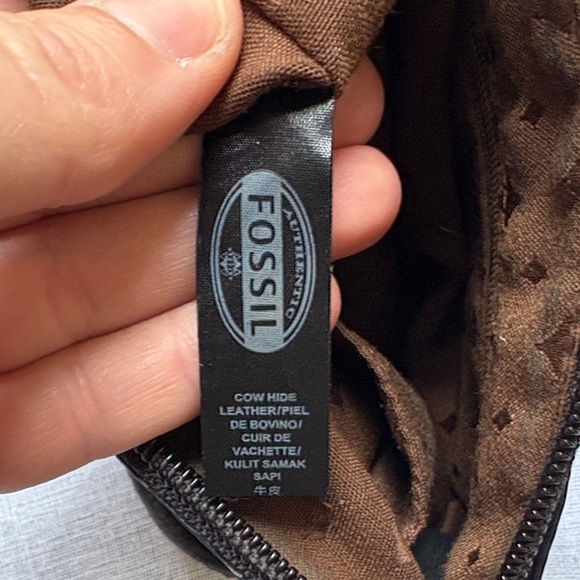 AUTHENTIC
FOSSIL
COW HIDE
LEATHER/PIEL
DE BOVINO/
CUIR DE
VACHETTE/
KULIT SAMAK
SAPI
牛皮